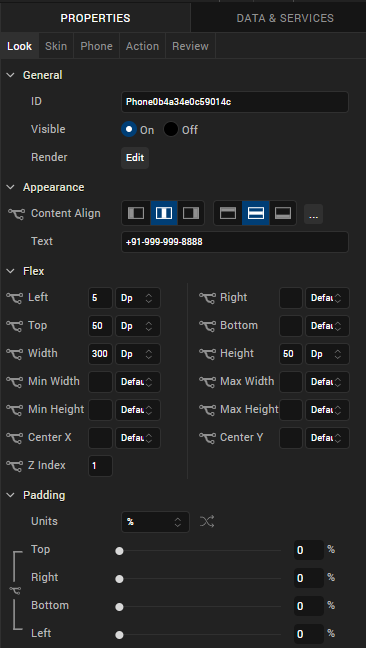 PROPERTIES DATA & SERVICES
Look Skin Phone Action Review
General
ID Phone0b4a34e0c59014c
Visible On Off
Render Edit
Appearance
Content Align ...
Text +91-999-999-8888
Flex
Left 5 Dp Right Defau
Top 50 Dp Bottom Defau
Width 300 Dp Height 50 Dp
Min Width Defau Max Width Defau
Min Height Defau Max Height Defau
Center X Defau Center Y Defau
Z Index 1
Padding
Units %
Top 0 %
Right 0 %
Bottom 0 %
Left 0 %